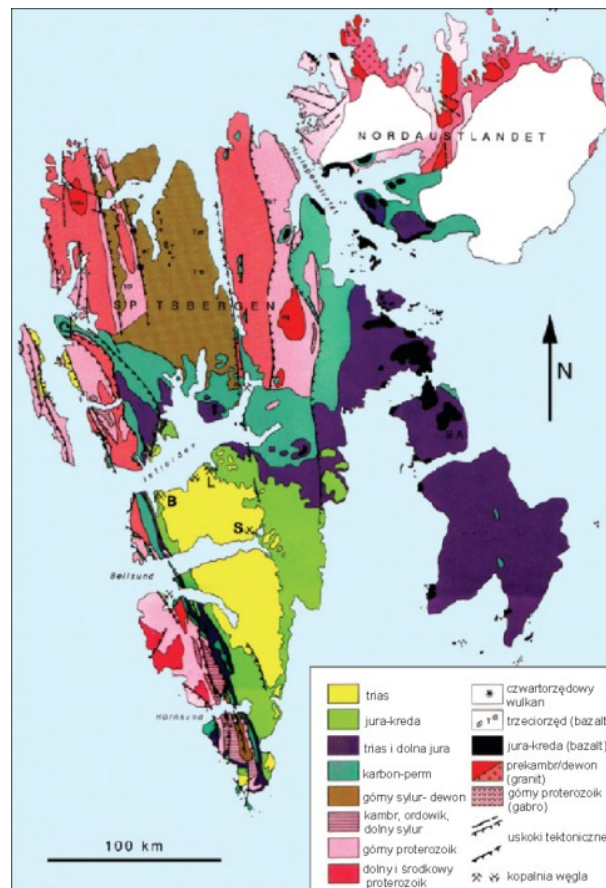 NORDAUSTLANDET
Hinlopenstretet
SPITSBERGEN
N
Isfjorden
L
B
S
Bellsund
Hornsund
100 km
trias
jura-kreda
trias i dolna jura
karbon-perm
górny sylur- dewon
kambr, ordowik,
dolny sylur
górny proterozoik
dolny i środkowy
proterozoik
czwartorzędowy
wulkan
trzeciorzęd (bazalt)
jura-kreda (bazalt)
prekambr/dewon
(granit)
górny proterozoik
(gabro)
uskoki tektoniczne
kopalnia węgla